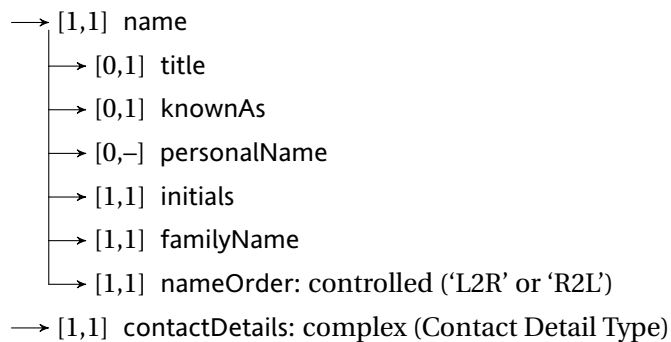 [1,1] name
[0,1] title
[0,1] knownAs
[0,–] personalName
[1,1] initials
[1,1] familyName
[1,1] nameOrder: controlled (‘L2R’ or ‘R2L’)
[1,1] contactDetails: complex (Contact Detail Type)